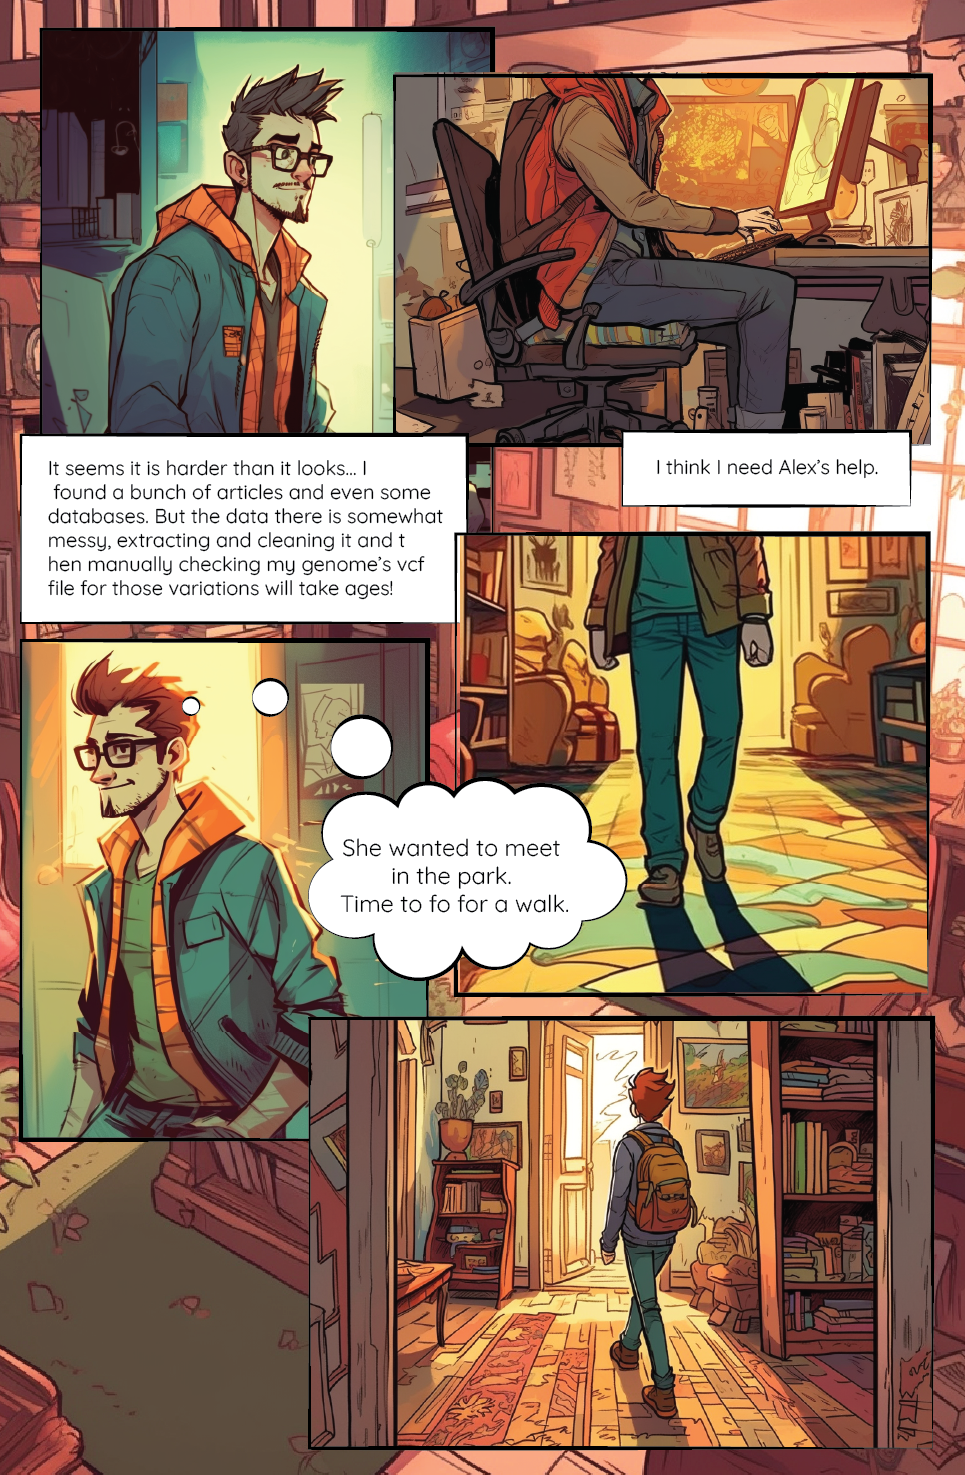 It seems it is harder than it looks... I
found a bunch of articles and even some
databases. But the data there is somewhat
messy, extracting and cleaning it and t
hen manually checking my genome's vcf
file for those variations will take ages!
I think I need Alex's help.
She wanted to meet
in the park.
Time to fo for a walk.